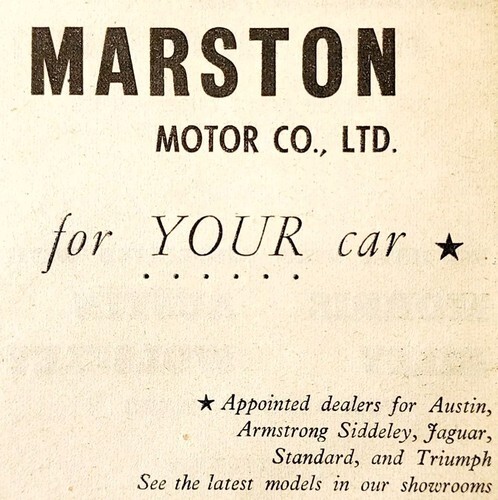 MARSTON
MOTOR CO., LTD.
for YOUR car ★
★ Appointed dealers for Austin,
Armstrong Siddeley, Jaguar,
Standard, and Triumph
See the latest models in our showrooms